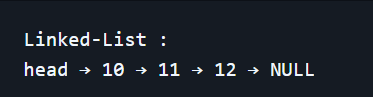 Linked-List :
head → 10 → 11 → 12 → NULL